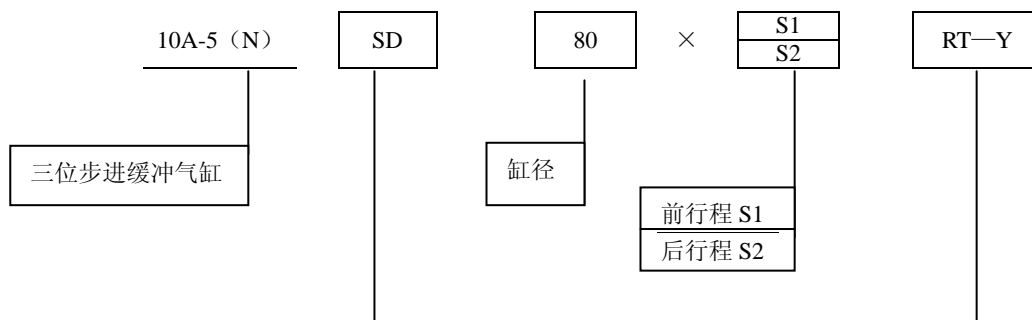 10A-5（N） SD 80 × S1 RT—Y
S2
三位步进缓冲气缸 缸径
前行程 S1
后行程 S2